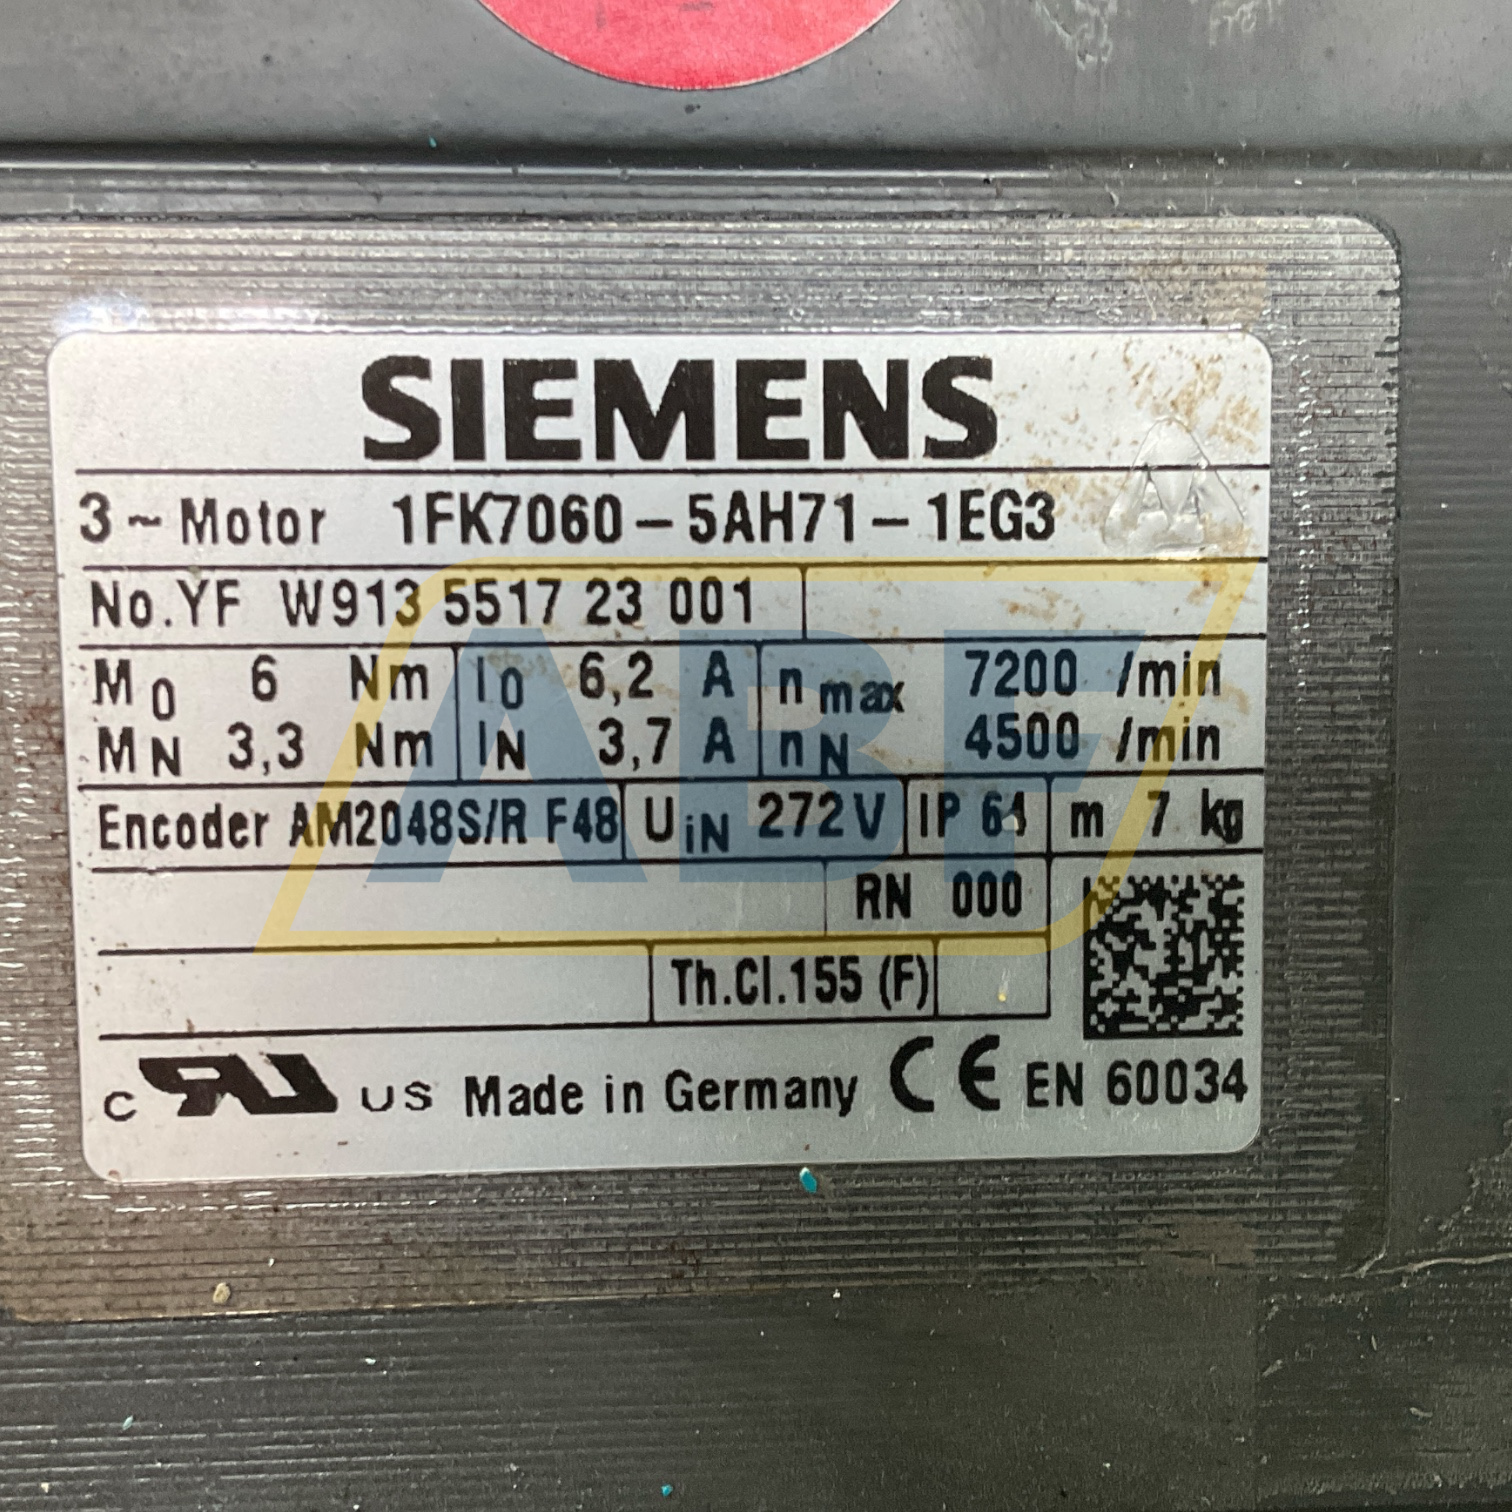 SIEMENS
3~Motor 1FK7060-5AH71-1EG3
No.YF W913 5517 23 001
M0 6 Nm I0 6,2 A nmax 7200 /min
MN 3,3 Nm IN 3,7 A nN 4500 /min
Encoder AM2048S/R F48 UiN 272V IP 64 m 7 kg
RN 000
Th.Cl.155 (F)
c RU US Made in Germany CE EN 60034
ABF